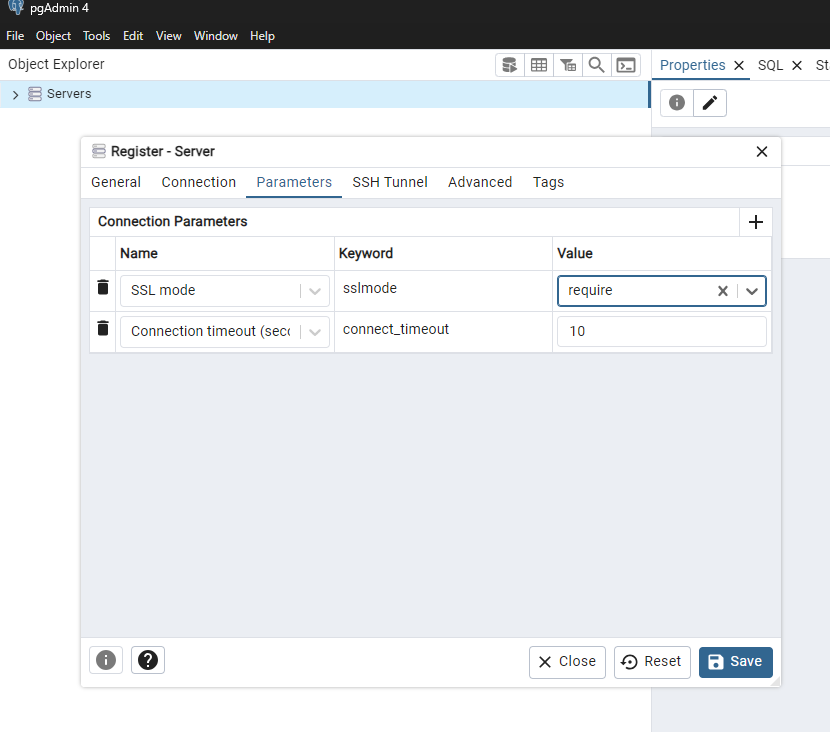 pgAdmin 4
File Object Tools Edit View Window Help
Object Explorer
Properties SQL St
Servers
Register - Server
General Connection Parameters SSH Tunnel Advanced Tags
Connection Parameters
Name Keyword Value
SSL mode sslmode require
Connection timeout (sec connect_timeout 10
Close Reset Save